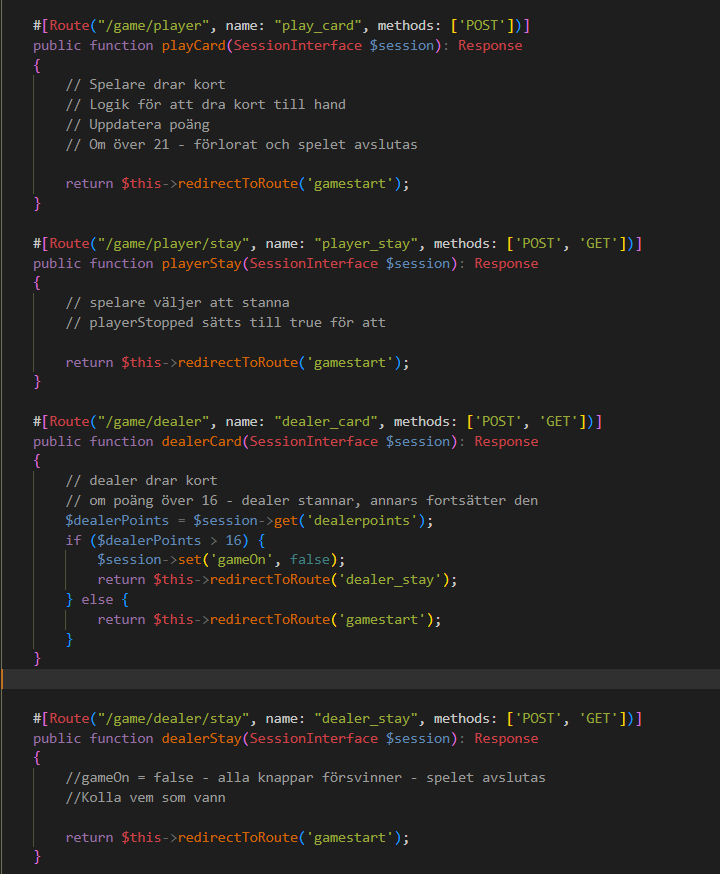 #[Route("/game/player", name: "play_card", methods: ['POST'])]
public function playCard(SessionInterface $session): Response
{
    // Spelare drar kort
    // Logik för att dra kort till hand
    // Uppdatera poäng
    // Om över 21 - förlorat och spelet avslutas

    return $this->redirectToRoute('gamestart');
}

#[Route("/game/player/stay", name: "player_stay", methods: ['POST', 'GET'])]
public function playerStay(SessionInterface $session): Response
{
    // spelare väljer att stanna
    // playerStopped sätts till true för att

    return $this->redirectToRoute('gamestart');
}

#[Route("/game/dealer", name: "dealer_card", methods: ['POST', 'GET'])]
public function dealerCard(SessionInterface $session): Response
{
    // dealer drar kort
    // om poäng över 16 - dealer stannar, annars fortsätter den
    $dealerPoints = $session->get('dealerpoints');
    if ($dealerPoints > 16) {
        $session->set('gameOn', false);
        return $this->redirectToRoute('dealer_stay');
    } else {
        return $this->redirectToRoute('gamestart');
    }
}

#[Route("/game/dealer/stay", name: "dealer_stay", methods: ['POST', 'GET'])]
public function dealerStay(SessionInterface $session): Response
{
    //gameOn = false - alla knappar försvinner - spelet avslutas
    //Kolla vem som vann

    return $this->redirectToRoute('gamestart');
}